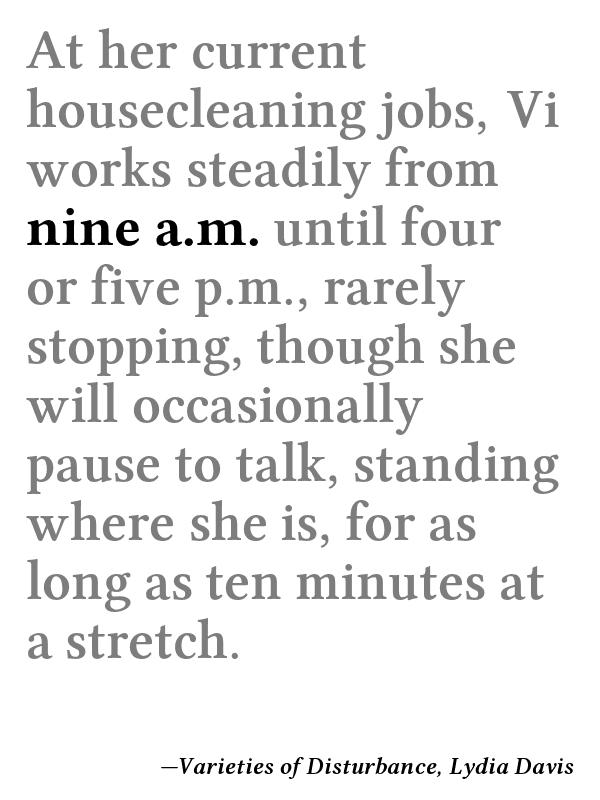 At her current
housecleaning jobs, Vi
works steadily from
nine a.m. until four
or five p.m., rarely
stopping, though she
will occasionally
pause to talk, standing
where she is, for as
long as ten minutes at
a stretch.
—Varieties of Disturbance, Lydia Davis